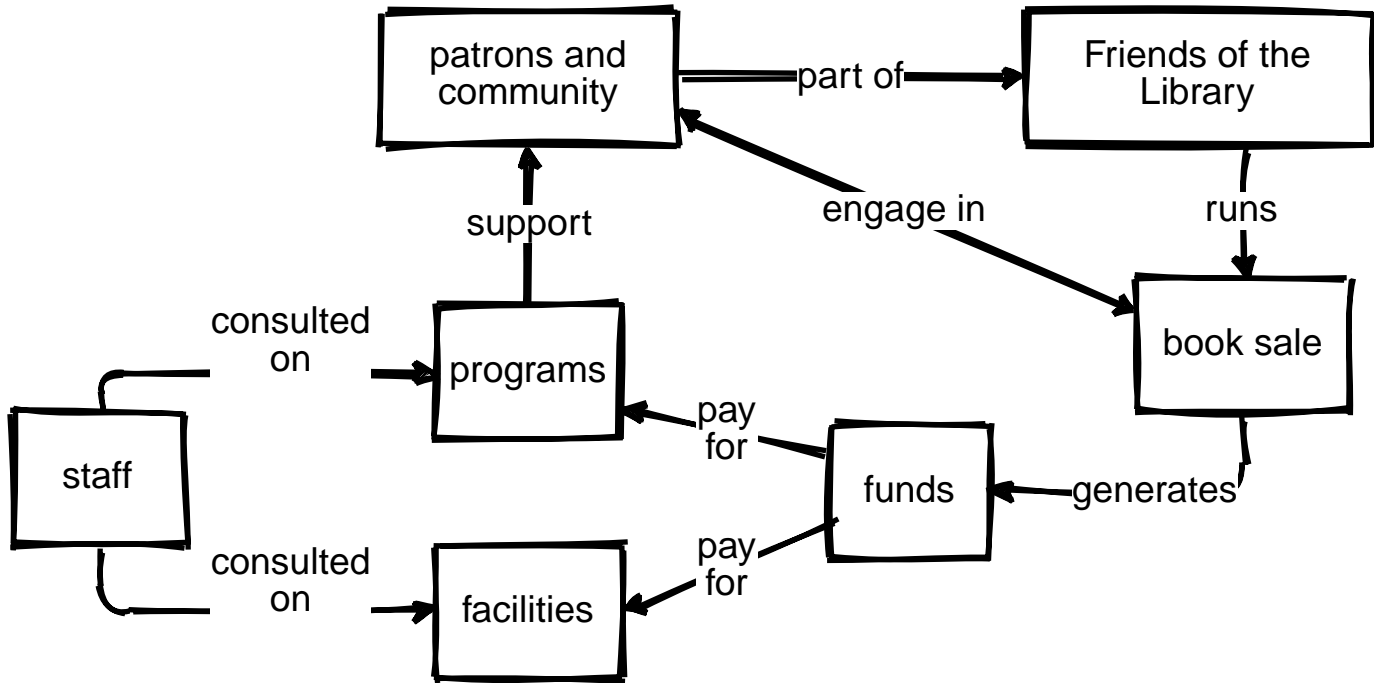 patrons and
community
part of
Friends of the
Library
support
engage in
runs
consulted
on
programs
book sale
pay
for
staff
funds
generates
consulted
on
facilities
pay
for